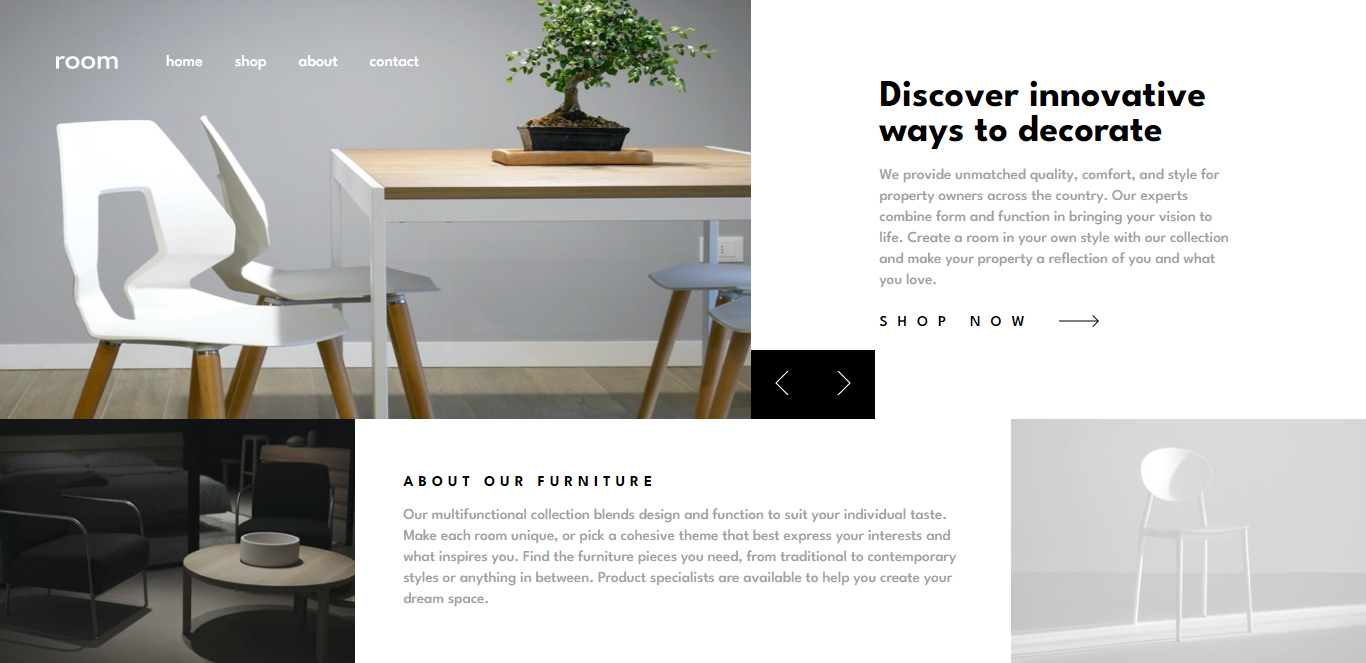 room
home shop about contact
Discover innovative
ways to decorate
We provide unmatched quality, comfort, and style for
property owners across the country. Our experts
combine form and function in bringing your vision to
life. Create a room in your own style with our collection
and make your property a reflection of you and what
you love.
SHOP NOW
ABOUT OUR FURNITURE
Our multifunctional collection blends design and function to suit your individual taste.
Make each room unique, or pick a cohesive theme that best express your interests and
what inspires you. Find the furniture pieces you need, from traditional to contemporary
styles or anything in between. Product specialists are available to help you create your
dream space.